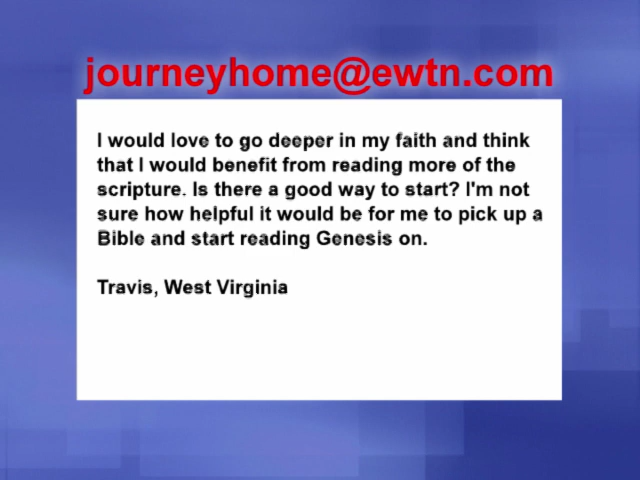 journeyhome@ewtn.com
I would love to go deeper in my faith and think
that I would benefit from reading more of the
scripture. Is there a good way to start? I'm not
sure how helpful it would be for me to pick up a
Bible and start reading Genesis on.
Travis, West Virginia